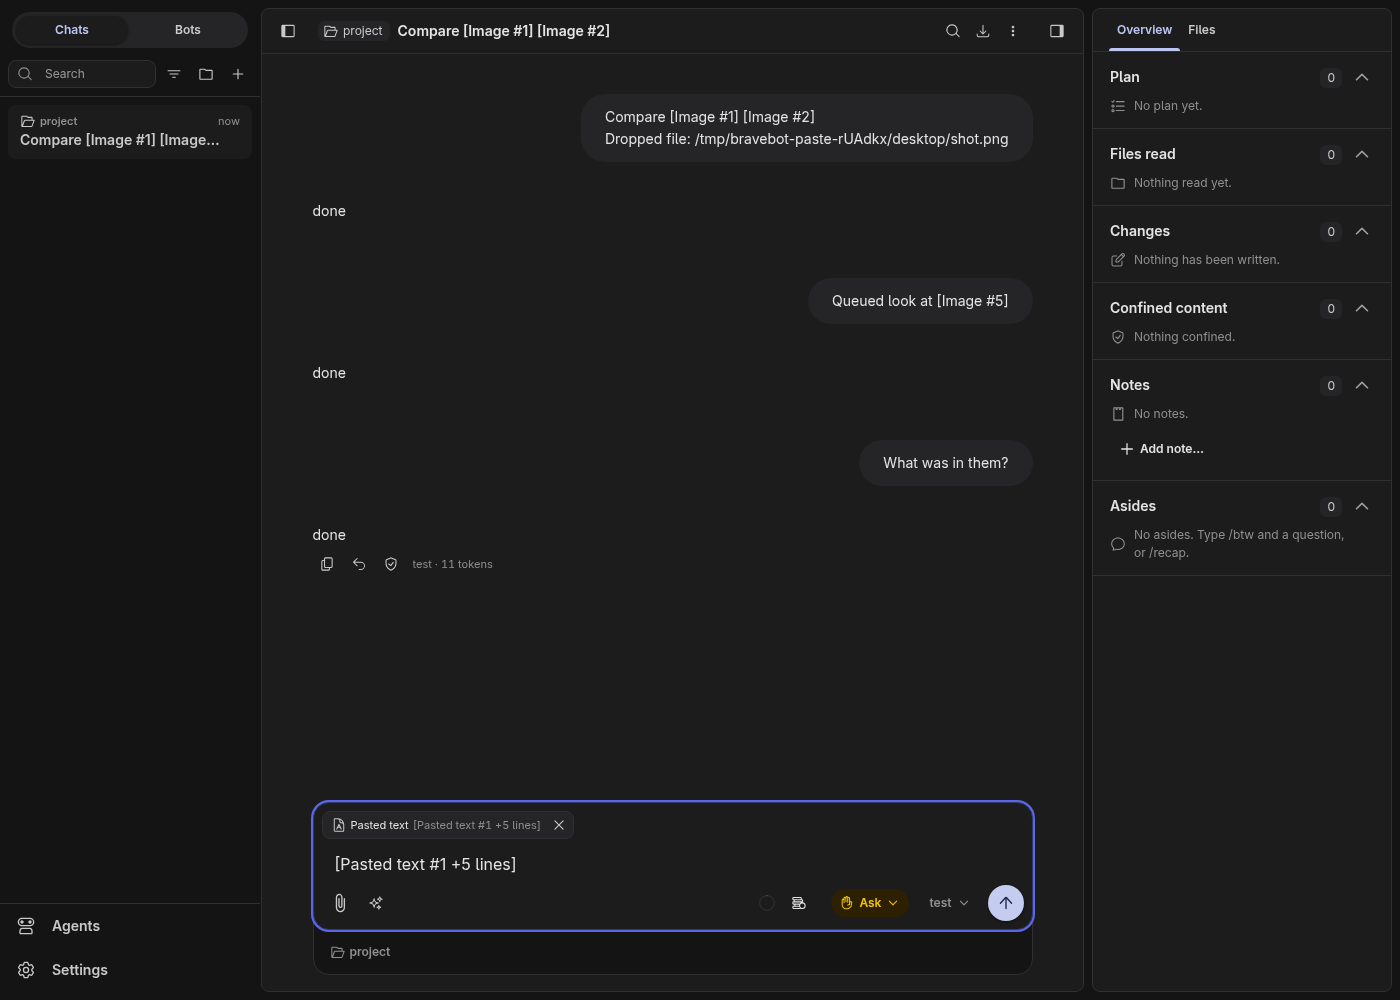 Chats
Bots
Search
project
now
Compare [Image #1] [Image...
Agents
Settings
project
Compare [Image #1] [Image #2]
Compare [Image #1] [Image #2]
Dropped file: /tmp/bravebot-paste-rUAdkx/desktop/shot.png
done
Queued look at [Image #5]
done
What was in them?
done
test · 11 tokens
Pasted text [Pasted text #1 +5 lines]
[Pasted text #1 +5 lines]
Ask
test
project
Overview
Files
Plan
0
No plan yet.
Files read
0
Nothing read yet.
Changes
0
Nothing has been written.
Confined content
0
Nothing confined.
Notes
0
No notes.
Add note...
Asides
0
No asides. Type /btw and a question,
or /recap.